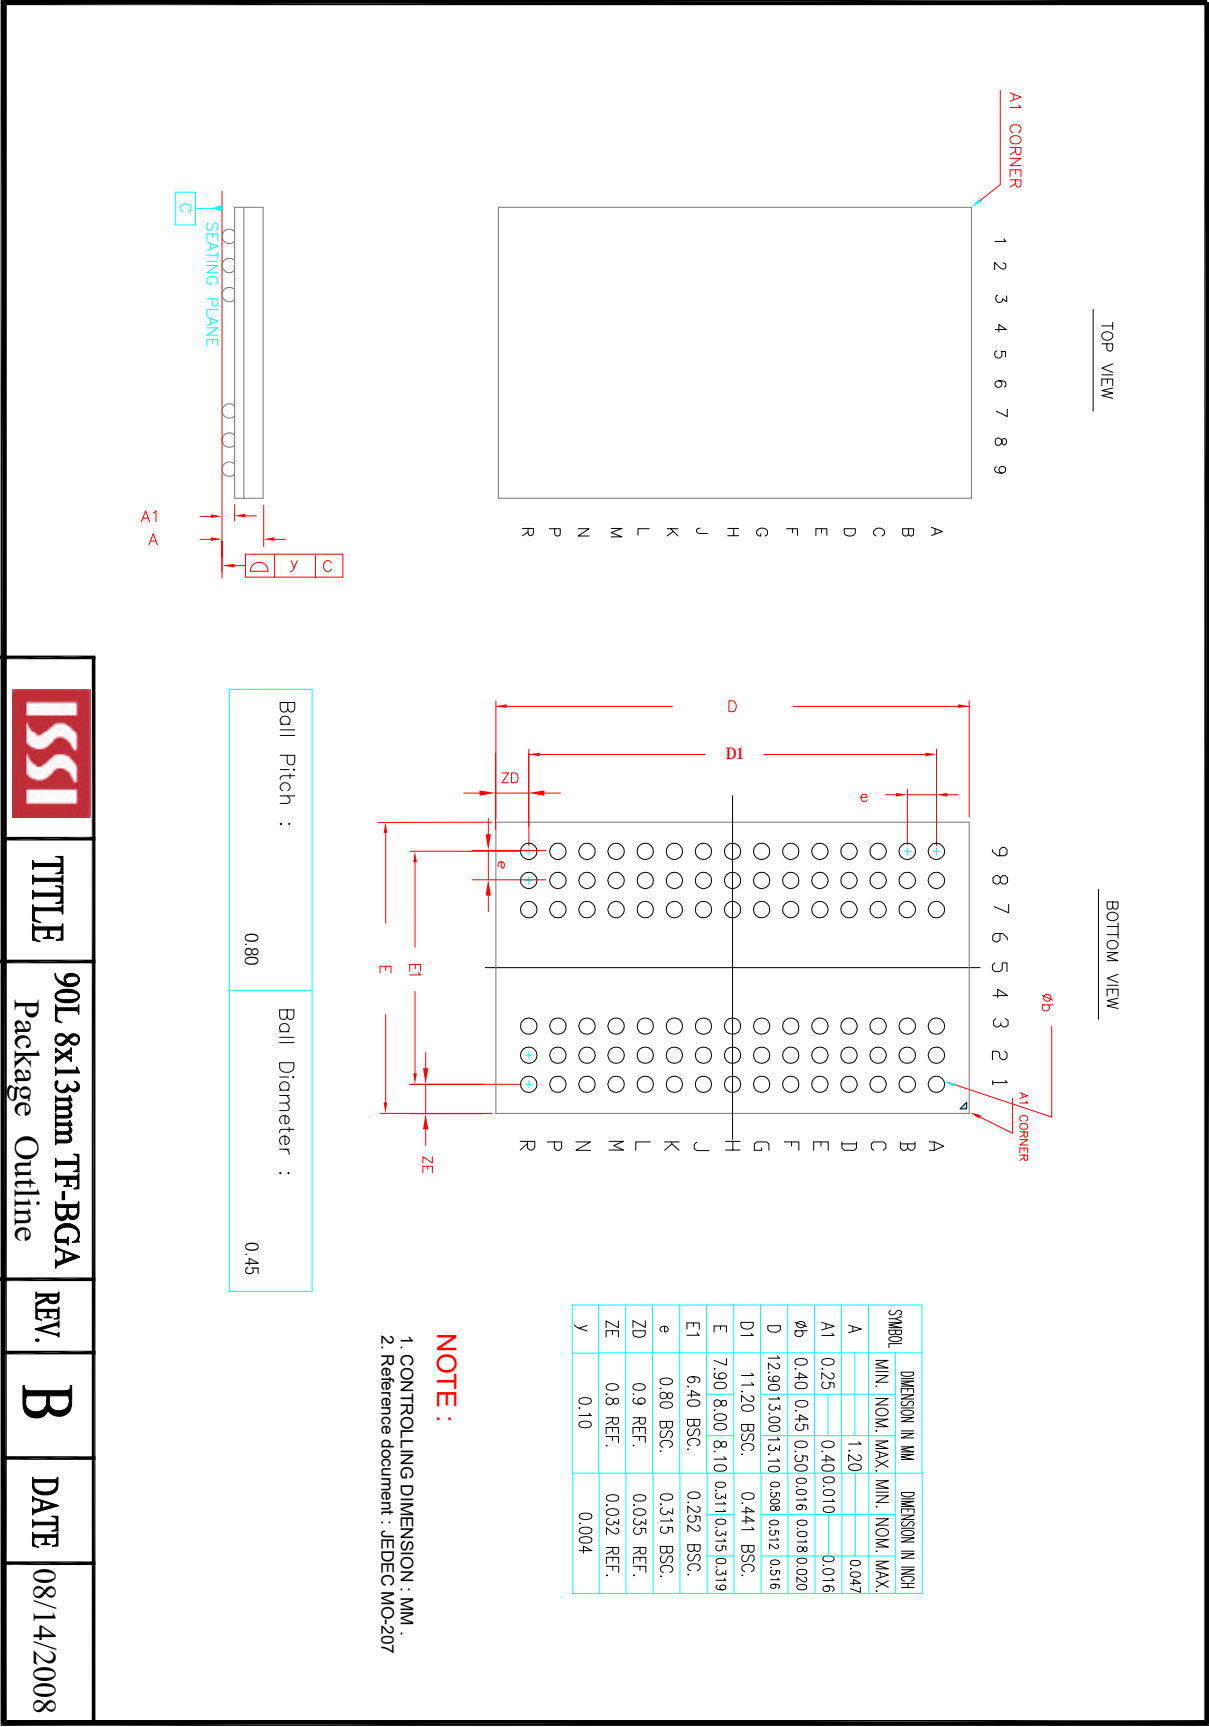 TOP VIEW
A1 CORNER
1 2 3 4 5 6 7 8 9
A
B
C
D
E
F
G
H
J
K
L
M
N
P
R
SEATING PLANE
C
A1
A
y C
BOTTOM VIEW
Øb
A1 CORNER
9 8 7 6 5 4 3 2 1
A
B
C
D
E
F
G
H
J
K
L
M
N
P
R
D
D1
e
ZD
e
E1
E
ZE
SYMBOL DIMENSION IN MM DIMENSION IN INCH
MIN. NOM. MAX. MIN. NOM. MAX.
A 1.20 0.047
A1 0.25 0.40 0.010 0.016
Øb 0.40 0.45 0.50 0.016 0.018 0.020
D 12.90 13.00 13.10 0.508 0.512 0.516
D1 11.20 BSC. 0.441 BSC.
E 7.90 8.00 8.10 0.311 0.315 0.319
E1 6.40 BSC. 0.252 BSC.
e 0.80 BSC. 0.315 BSC.
ZD 0.9 REF. 0.035 REF.
ZE 0.8 REF. 0.032 REF.
y 0.10 0.004
Ball Pitch : Ball Diameter :
0.80 0.45
NOTE :
1. CONTROLLING DIMENSION : MM .
2. Reference document : JEDEC MO-207
ISSI
TITLE
90L 8x13mm TF-BGA
Package Outline
REV.
B
DATE
08/14/2008